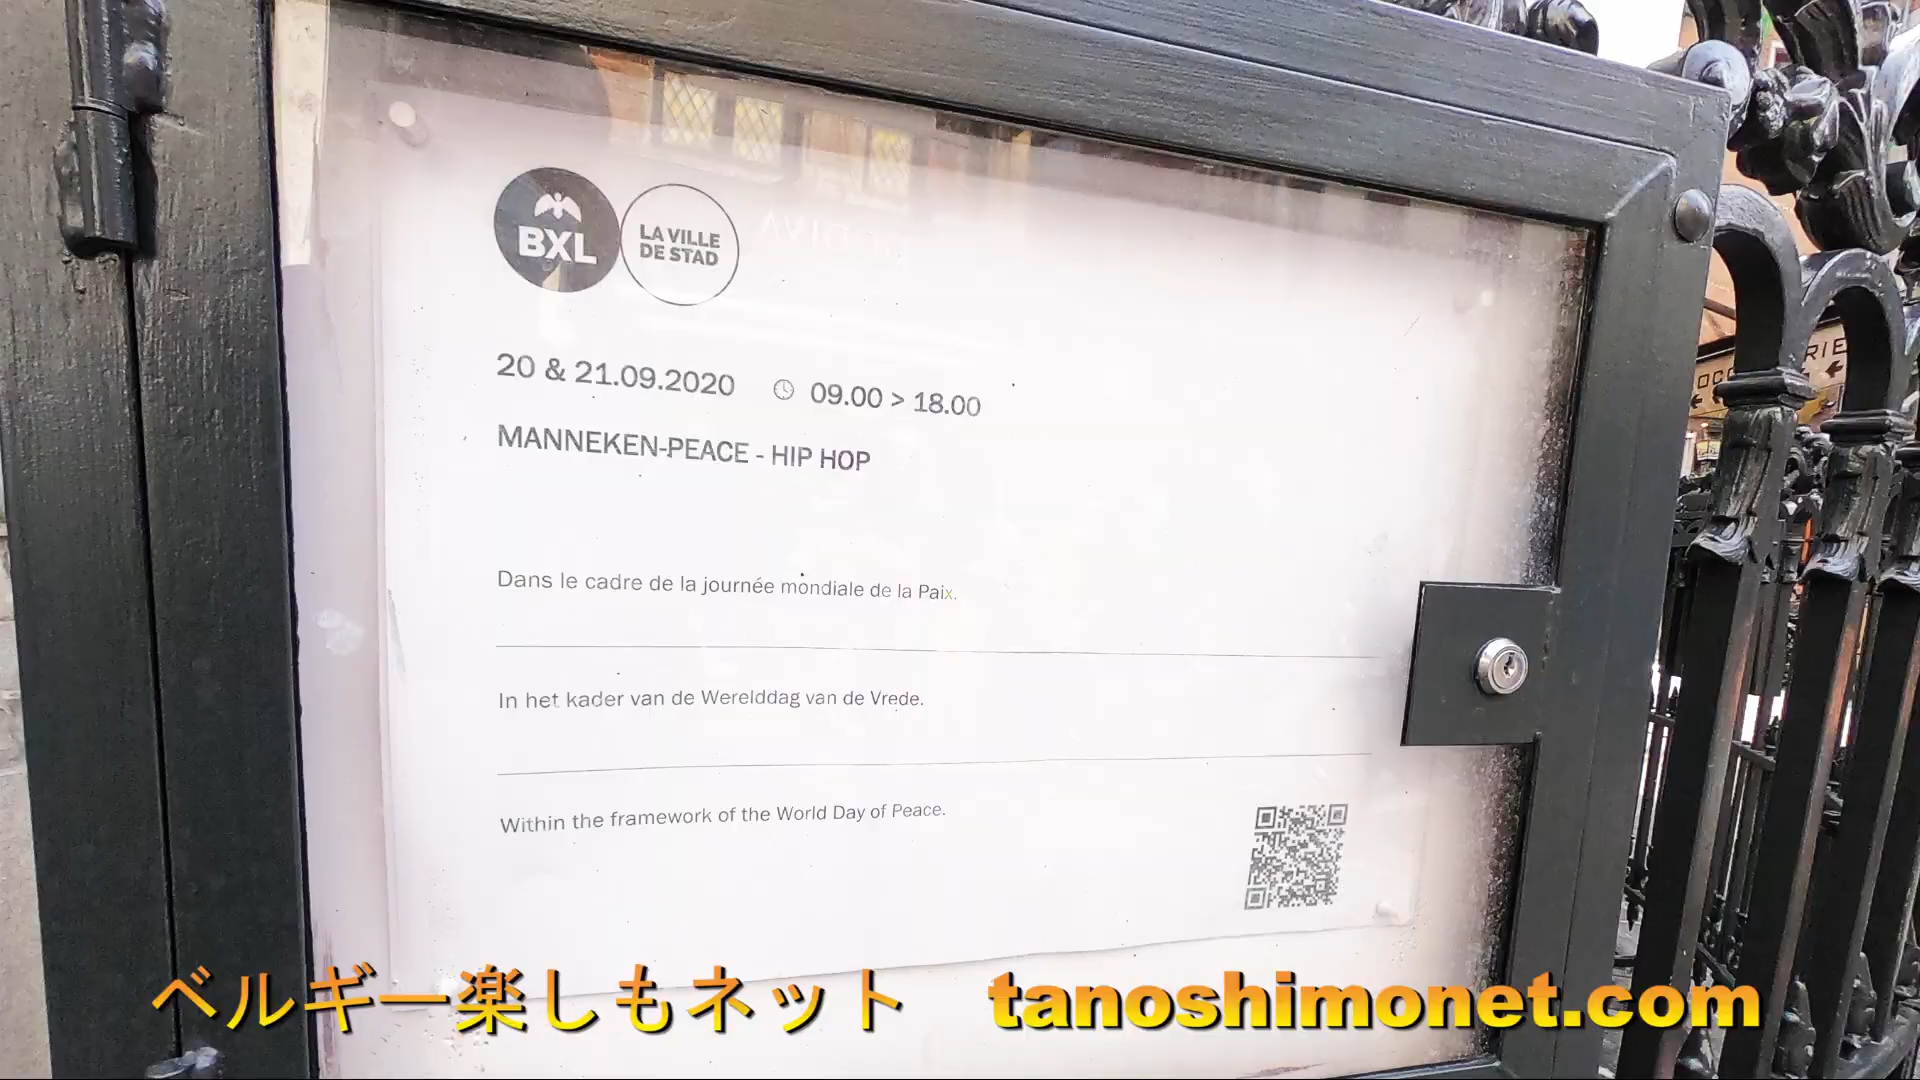 BXL
LA VILLE
DE STAD
20 & 21.09.2020 09.00 > 18.00
MANNEKEN-PEACE - HIP HOP
Dans le cadre de la journée mondiale de la Paix.
In het kader van de Werelddag van de Vrede.
Within the framework of the World Day of Peace.
ベルギー楽しもネット tanoshimonet.com